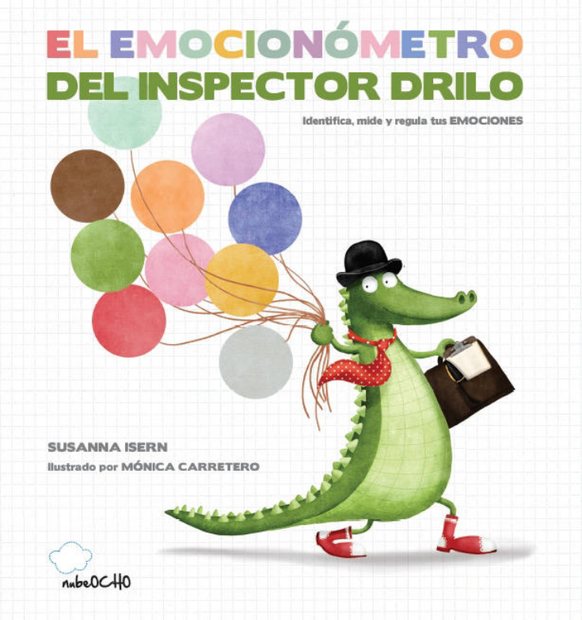 EL EMOCIONÓMETRO
DEL INSPECTOR DRILO
Identifica, mide y regula tus EMOCIONES
SUSANNA ISERN
Ilustrado por MÓNICA CARRETERO
nubeOCHO